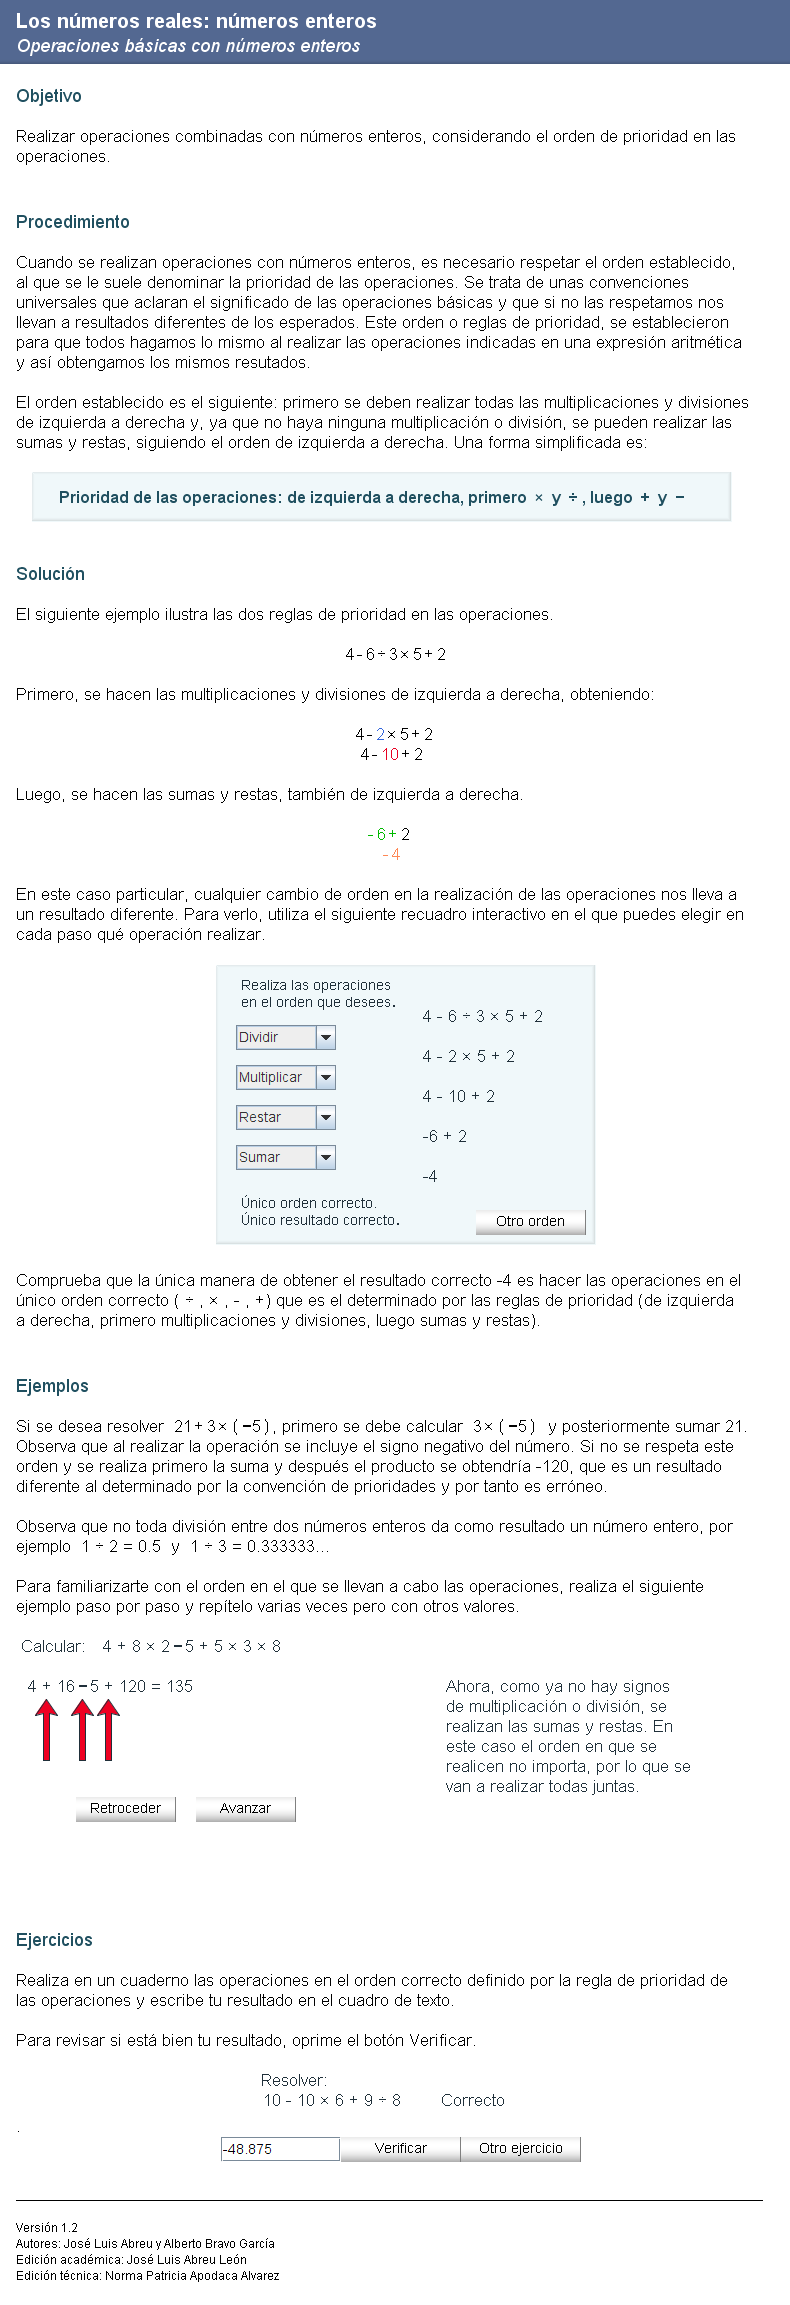 Los números reales: números enteros
Operaciones básicas con números enteros
Objetivo
Realizar operaciones combinadas con números enteros, considerando el orden de prioridad en las
operaciones.
Procedimiento
Cuando se realizan operaciones con números enteros, es necesario respetar el orden establecido,
al que se le suele denominar la prioridad de las operaciones. Se trata de unas convenciones
universales que aclaran el significado de las operaciones básicas y que si no las respetamos nos
llevan a resultados diferentes de los esperados. Este orden o reglas de prioridad, se establecieron
para que todos hagamos lo mismo al realizar las operaciones indicadas en una expresión aritmética
y así obtengamos los mismos resutados.
El orden establecido es el siguiente: primero se deben realizar todas las multiplicaciones y divisiones
de izquierda a derecha y, ya que no haya ninguna multiplicación o división, se pueden realizar las
sumas y restas, siguiendo el orden de izquierda a derecha. Una forma simplificada es:
Prioridad de las operaciones: de izquierda a derecha, primero × y ÷, luego + y −
Solución
El siguiente ejemplo ilustra las dos reglas de prioridad en las operaciones.
4-6÷3×5+2
Primero, se hacen las multiplicaciones y divisiones de izquierda a derecha, obteniendo:
4-2×5+2
4-10+2
Luego, se hacen las sumas y restas, también de izquierda a derecha.
-6+2
-4
En este caso particular, cualquier cambio de orden en la realización de las operaciones nos lleva a
un resultado diferente. Para verlo, utiliza el siguiente recuadro interactivo en el que puedes elegir en
cada paso qué operación realizar.
Realiza las operaciones
en el orden que desees.
4 - 6 ÷ 3 × 5 + 2
Dividir
4 - 2 × 5 + 2
Multiplicar
4 - 10 + 2
Restar
-6 + 2
Sumar
-4
Único orden correcto.
Único resultado correcto.
Otro orden
Comprueba que la única manera de obtener el resultado correcto -4 es hacer las operaciones en el
único orden correcto ( ÷ , × , - , +) que es el determinado por las reglas de prioridad (de izquierda
a derecha, primero multiplicaciones y divisiones, luego sumas y restas).
Ejemplos
Si se desea resolver 21+3×(−5), primero se debe calcular 3×(−5) y posteriormente sumar 21.
Observa que al realizar la operación se incluye el signo negativo del número. Si no se respeta este
orden y se realiza primero la suma y después el producto se obtendría -120, que es un resultado
diferente al determinado por la convención de prioridades y por tanto es erróneo.
Observa que no toda división entre dos números enteros da como resultado un número entero, por
ejemplo 1 ÷ 2 = 0.5 y 1 ÷ 3 = 0.333333...
Para familiarizarte con el orden en el que se llevan a cabo las operaciones, realiza el siguiente
ejemplo paso por paso y repítelo varias veces pero con otros valores.
Calcular: 4 + 8 × 2−5 + 5 × 3 × 8
4 + 16−5 + 120 = 135
Ahora, como ya no hay signos
de multiplicación o división, se
realizan las sumas y restas. En
este caso el orden en que se
realicen no importa, por lo que se
van a realizar todas juntas.
Retroceder
Avanzar
Ejercicios
Realiza en un cuaderno las operaciones en el orden correcto definido por la regla de prioridad de
las operaciones y escribe tu resultado en el cuadro de texto.
Para revisar si está bien tu resultado, oprime el botón Verificar.
Resolver:
10 - 10 × 6 + 9 ÷ 8 Correcto
.
-48.875
Verificar
Otro ejercicio
Versión 1.2
Autores: José Luis Abreu y Alberto Bravo García
Edición académica: José Luis Abreu León
Edición técnica: Norma Patricia Apodaca Alvarez